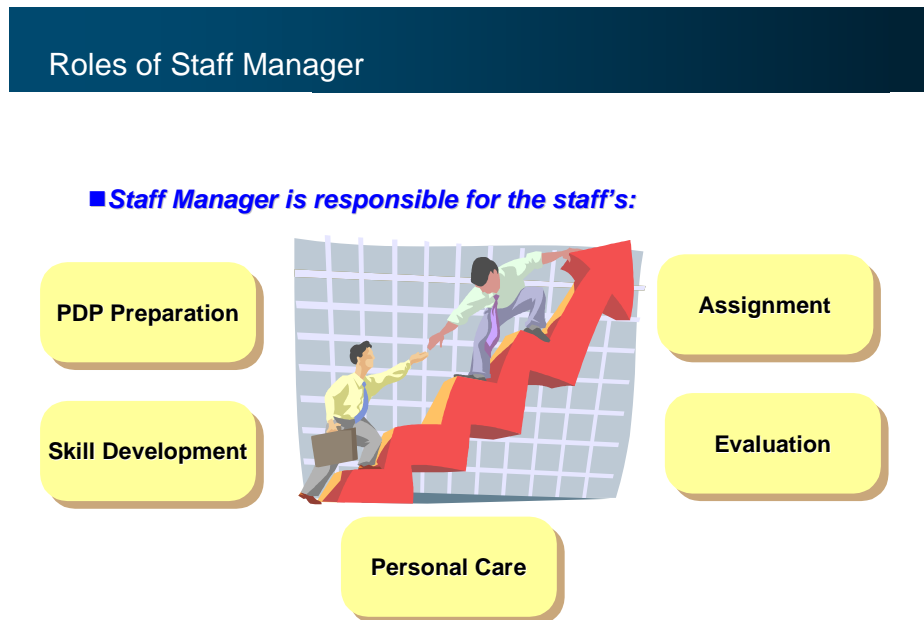 Roles of Staff Manager
■Staff Manager is responsible for the staff's:
PDP Preparation
Assignment
Skill Development
Evaluation
Personal Care